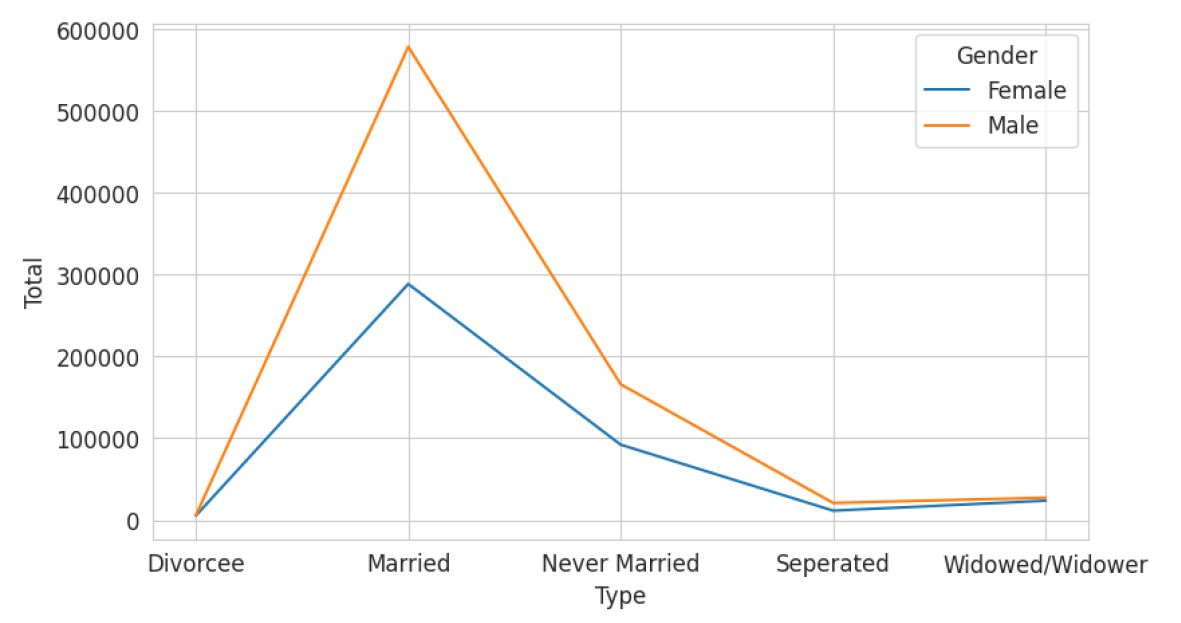 600000
500000
400000
300000
200000
100000
0
Total
Gender
Female
Male
Divorcee
Married
Never Married
Seperated
Widowed/Widower
Type